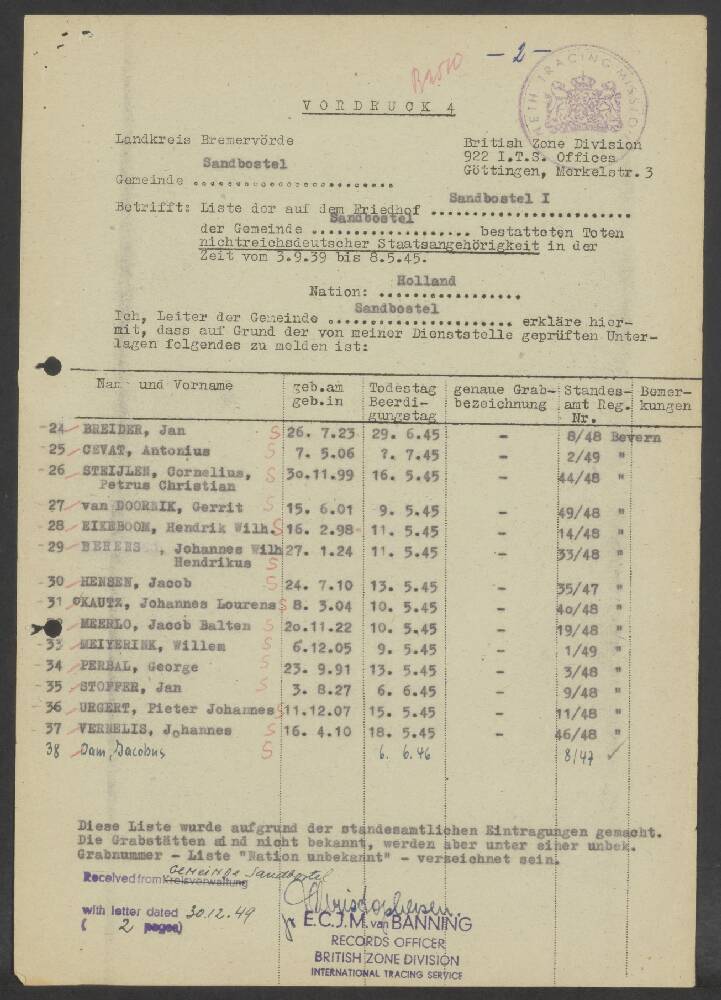 - 2 -
TRACING MISSION
VORDRUCK 4
Landkreis Bremervörde
British Zone Division
922 I.T.S. Offices
Göttingen, Merkelstr. 3
Gemeinde Sandbostel
Betrifft: Liste der auf dem Friedhof Sandbostel I
der Gemeinde Sandbostel bestatteten Toten
nichtreichsdeutscher Staatsangehörigkeit in der
Zeit vom 3.9.39 bis 8.5.45.
Nation: Holland
Ich, Leiter der Gemeinde Sandbostel erkläre hier-
mit, dass auf Grund der von meiner Dienststelle geprüften Unter-
lagen folgendes zu melden ist:
Name und Vorname | geb.am geb.in | Todestag Beerdi-gungstag | genaue Grab-bezeichnung | Standes-amt Reg. Nr. | Bemer-kungen
24 BREIDER, Jan S 26. 7.23 29. 6.45 - 8/48 Bevern
25 CEVAT, Antonius S 7. 5.06 ?. 7.45 - 2/49 "
26 STEIJLEN, Cornelius, S 30.11.99 16. 5.45 - 44/48 "
Petrus Christian
27 van DOORNIK, Gerrit S 15. 6.01 9. 5.45 - 49/48 "
28 EIKEBOOM, Hendrik Wilh. S 16. 2.98 11. 5.45 - 14/48 "
29 , Johannes Wilh 27. 1.24 11. 5.45 - 33/48 "
Hendrikus S
30 HENSEN, Jacob S 24. 7.10 13. 5.45 - 35/47 "
31 KAUTZ, Johannes Lourens S 8. 3.04 10. 5.45 - 40/48 "
MEERLO, Jacob Balten S 20.11.22 10. 5.45 - 19/48 "
33 MEIYERINK, Willem S 6.12.05 9. 5.45 - 1/49 "
34 PERBAL, George S 23. 9.91 13. 5.45 - 3/48 "
35 STOFFER, Jan S 3. 8.27 6. 6.45 - 9/48 "
36 URGERT, Pieter Johannes S 11.12.07 15. 5.45 - 11/48 "
37 VERNELIS, Johannes S 16. 4.10 18. 5.45 - 46/48 "
38 Dam, Jacobus S 6. 6.46 8/47 ✓
Diese Liste wurde aufgrund der standesamtlichen Eintragungen gemacht.
Die Grabstätten sind nicht bekannt, werden aber unter einer unbek.
Grabnummer - Liste "Nation unbekannt" - verzeichnet sein.
Gemeinde Sandbostel
Received from Kreisverwaltung
with letter dated 30.12.49
( 2 pages)
E.C.J.M. van BANNING
RECORDS OFFICER
BRITISH ZONE DIVISION
INTERNATIONAL TRACING SERVICE